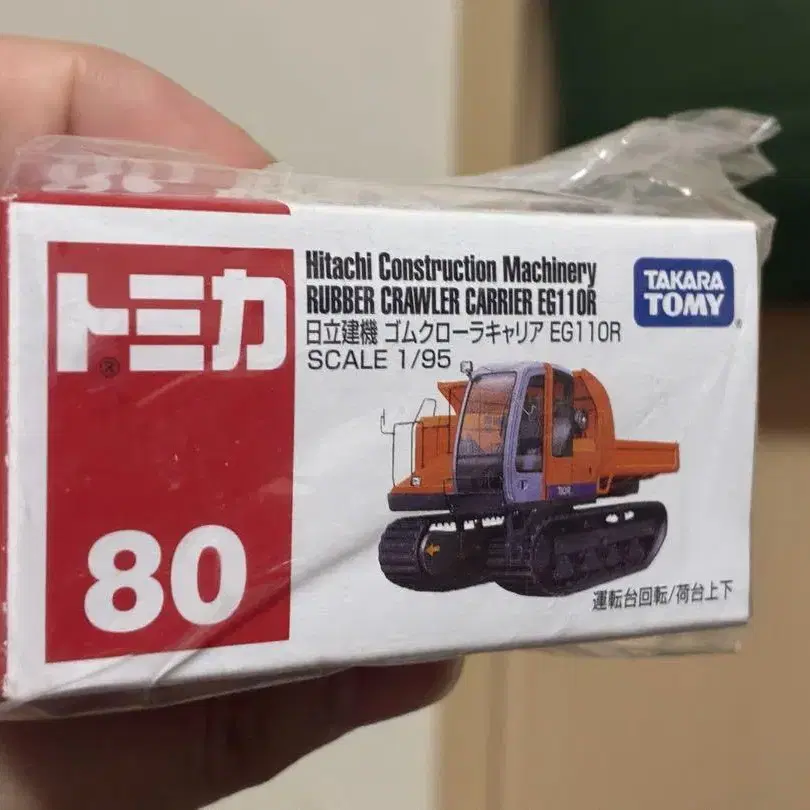 トミカ
80
Hitachi Construction Machinery
RUBBER CRAWLER CARRIER EG110R
日立建機 ゴムクローラキャリア EG110R
SCALE 1/95
TAKARA
TOMY
運転台回転/荷台上下